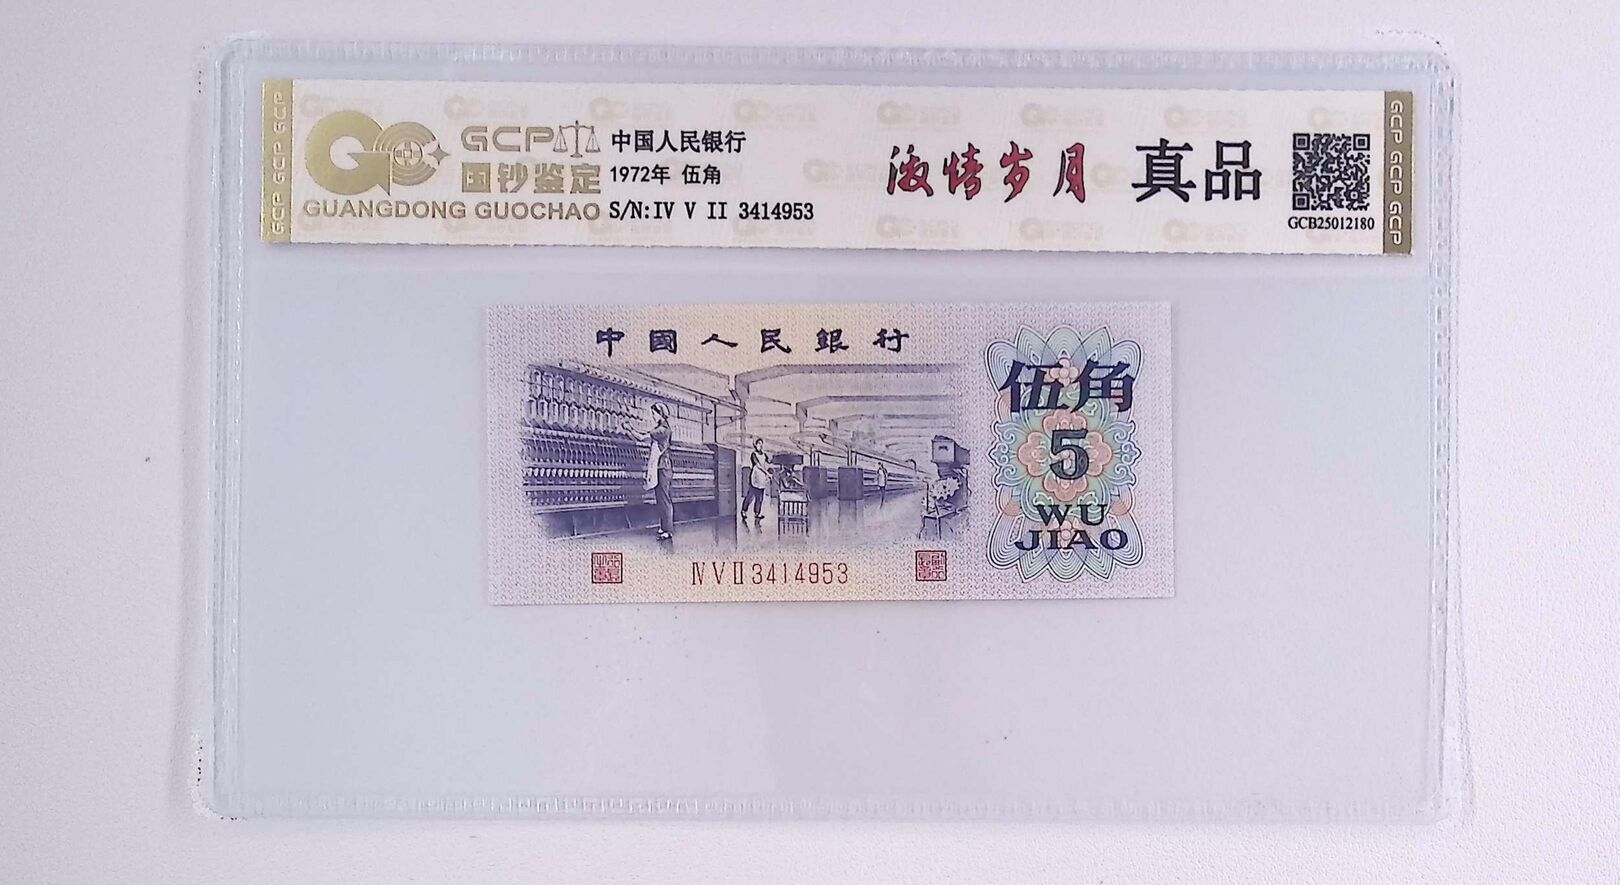 GCP GCP GCP
GCP
国钞鉴定
GUANGDONG GUOCHAO
中国人民银行
1972年 伍角
S/N:IV V II 3414953
激情岁月
真品
GCB25012180
GCP GCP GCP
中國人民銀行
伍角
5
WU
JIAO
Ⅳ Ⅴ Ⅱ 3414953